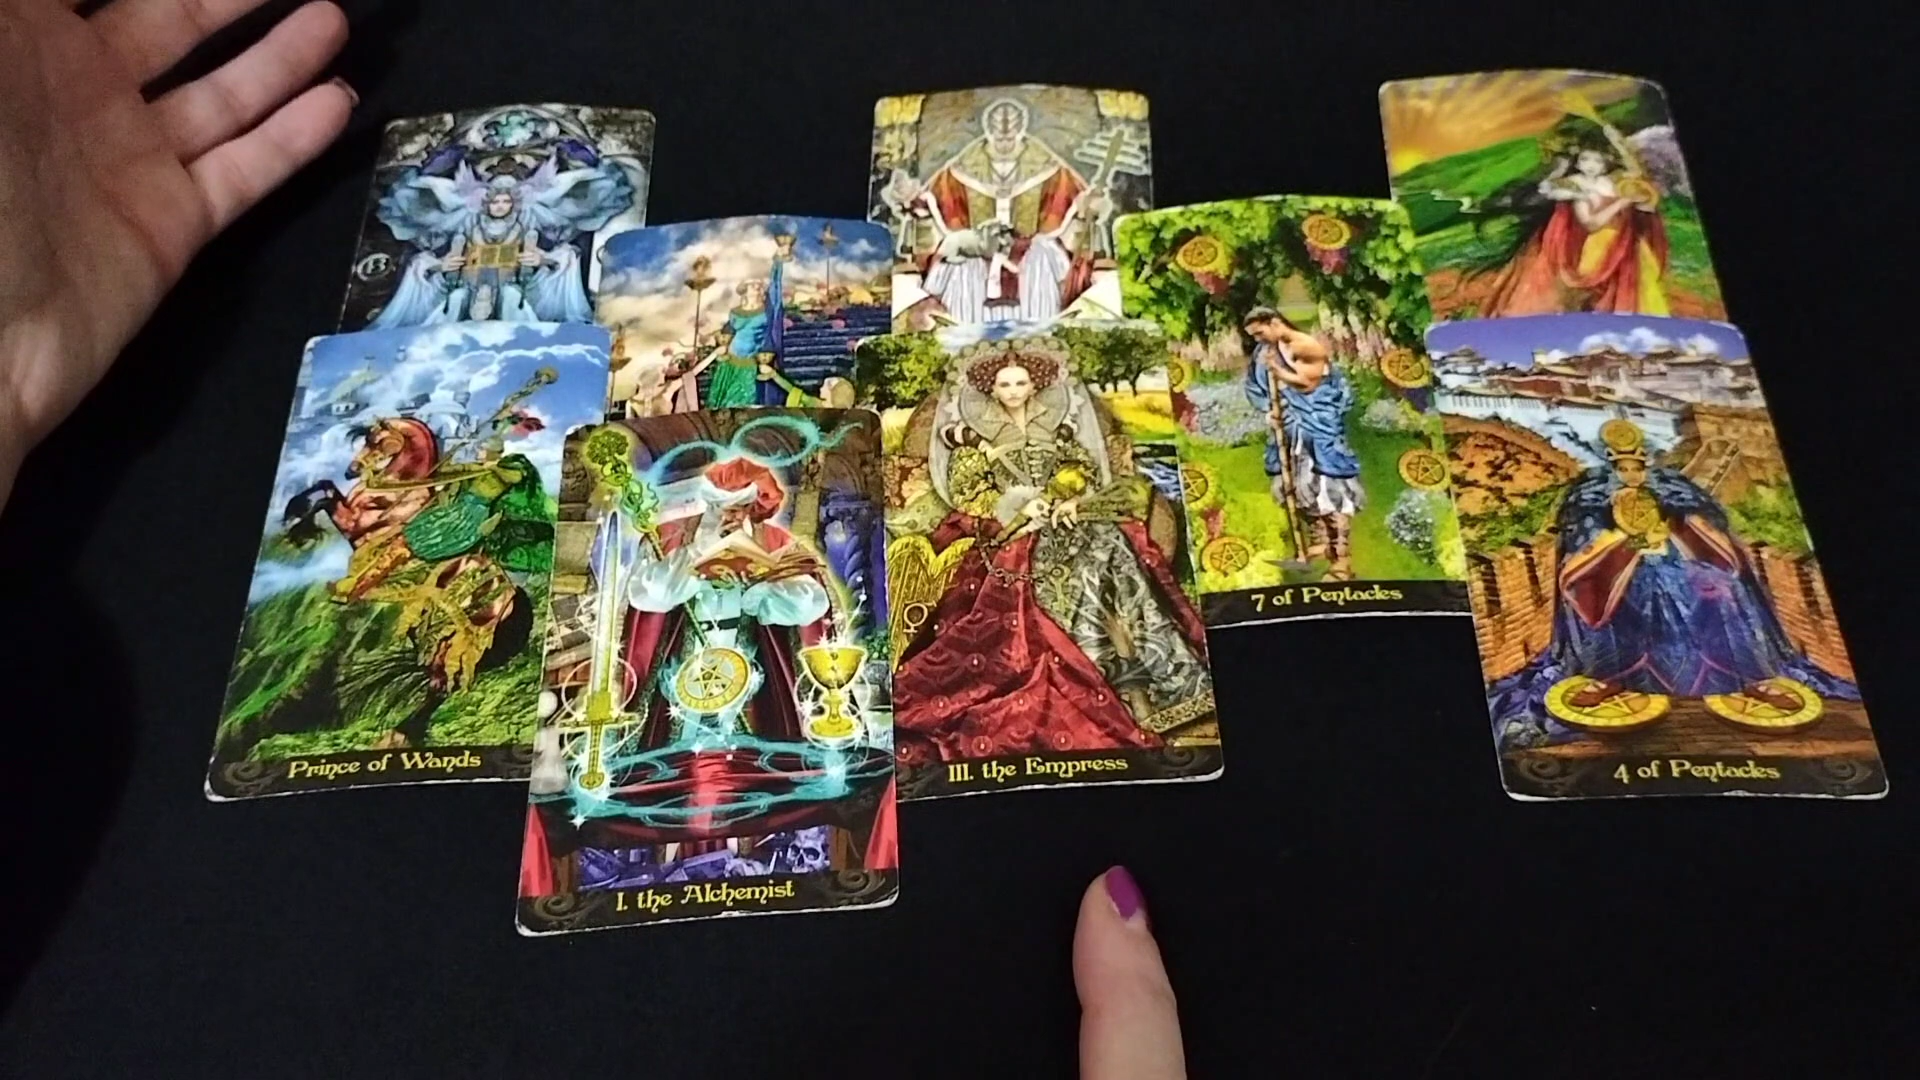 B
7 of Pentacles
Prince of Wands
III. the Empress
4 of Pentacles
I. the Alchemist